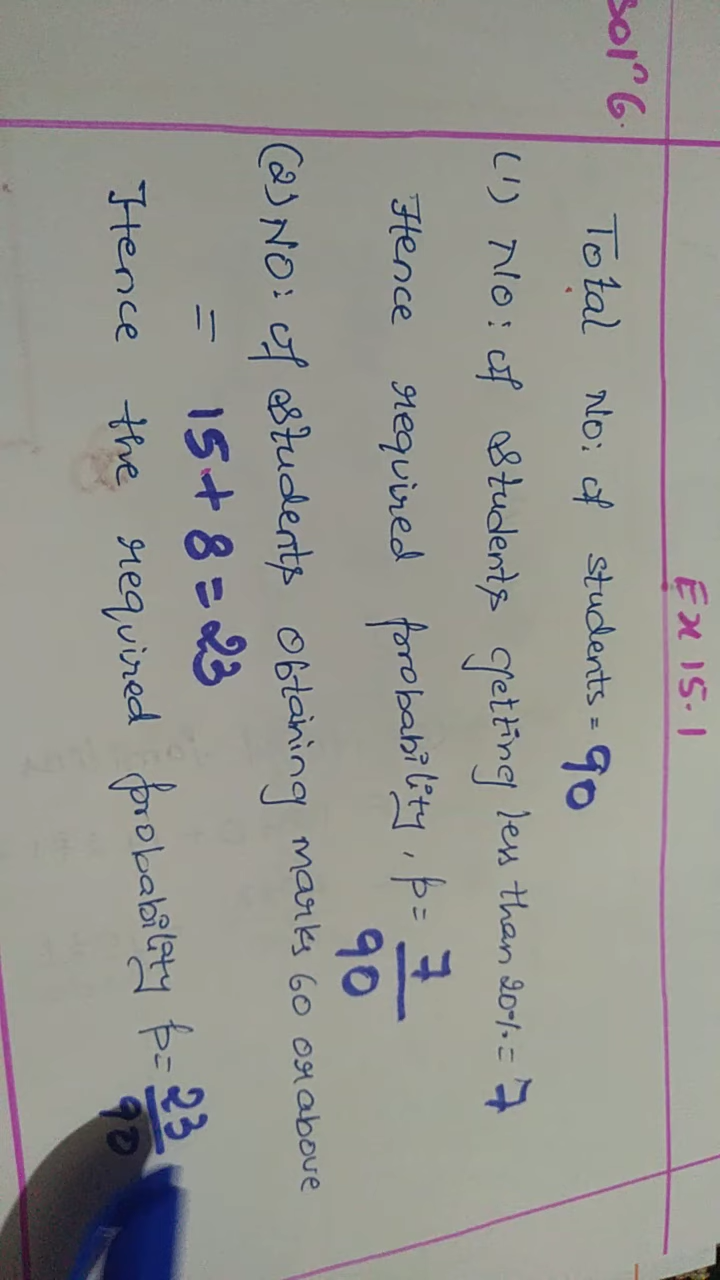 Ex 15.1
Solⁿ 6.
Total No: of students = 90
(1) No: of students getting less than 20% = 7
Hence required probability, p = 7/90
(2) No: of students obtaining marks 60 or above
= 15 + 8 = 23
Hence the required probability p = 23/90